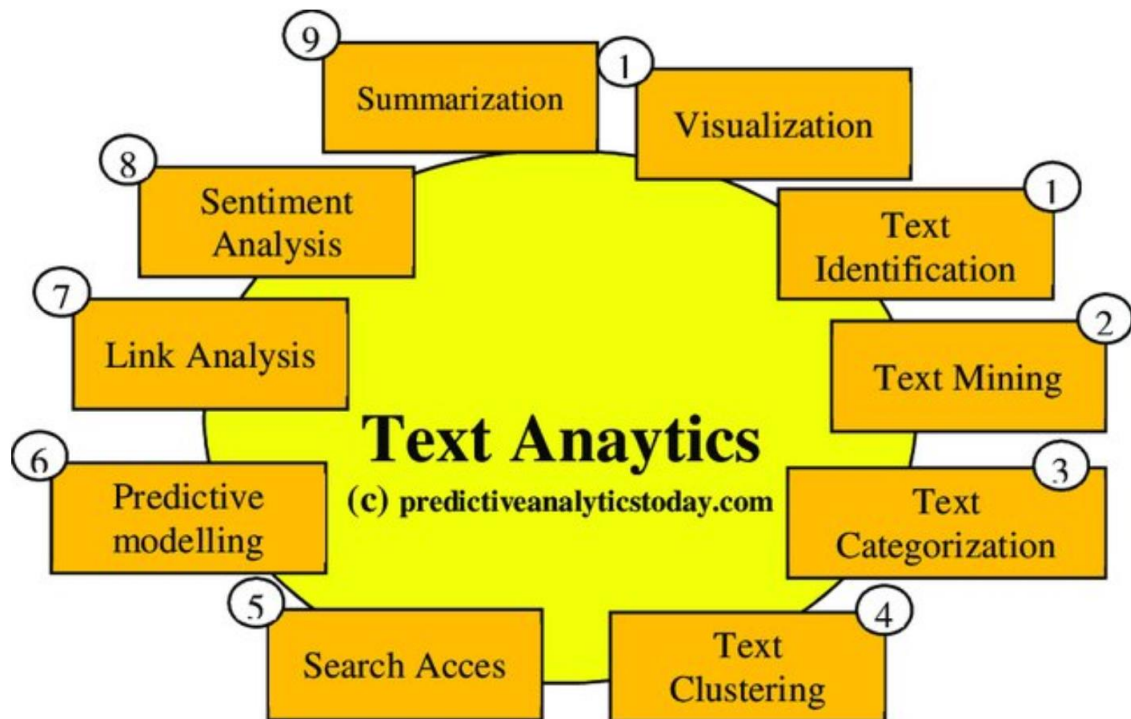 9
Summarization
1
Visualization
8
Sentiment
Analysis
1
Text
Identification
7
Link Analysis
2
Text Mining
Text Anaytics
(c) predictiveanalyticstoday.com
6
Predictive
modelling
3
Text
Categorization
5
Search Acces
4
Text
Clustering